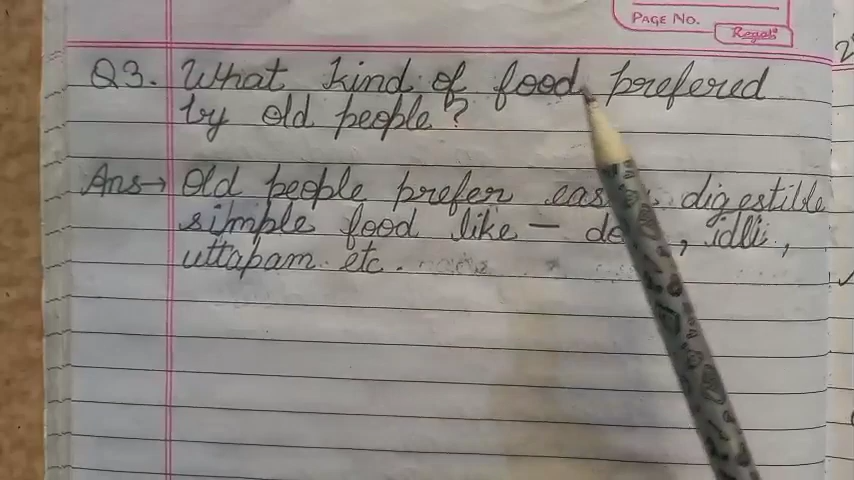 PAGE NO.
Regal
Q3. What kind of food prefered
by old people?
Ans→ Old people prefer digestible
simple food like – , idli,
uttapam etc.